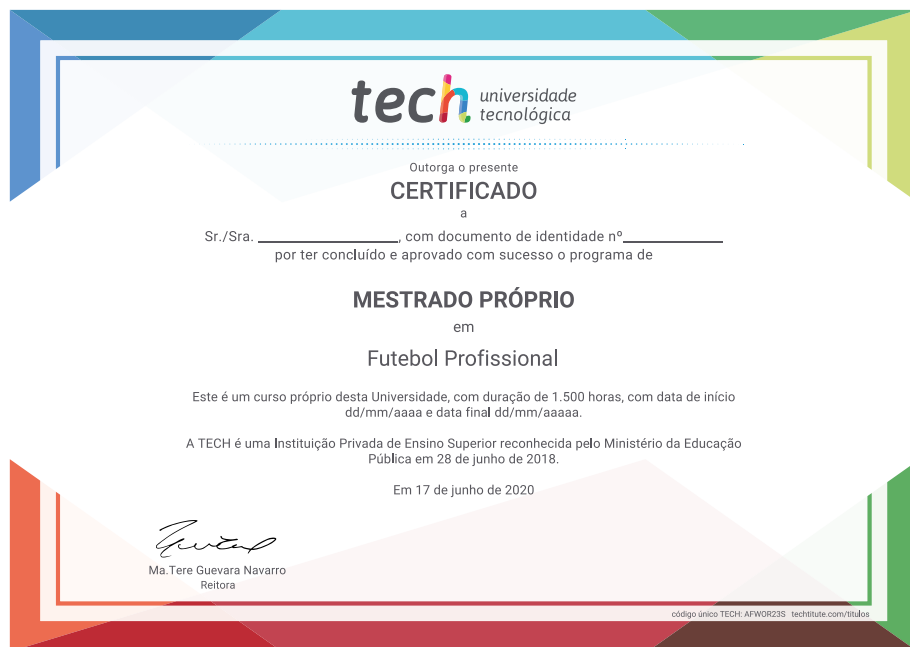 tech universidade
tecnológica
Outorga o presente
CERTIFICADO
a
Sr./Sra. ____________________, com documento de identidade nº______________
por ter concluído e aprovado com sucesso o programa de
MESTRADO PRÓPRIO
em
Futebol Profissional
Este é um curso próprio desta Universidade, com duração de 1.500 horas, com data de início
dd/mm/aaaa e data final dd/mm/aaaaa.
A TECH é uma Instituição Privada de Ensino Superior reconhecida pelo Ministério da Educação
Pública em 28 de junho de 2018.
Em 17 de junho de 2020
Ma.Tere Guevara Navarro
Reitora
código único TECH: AFWOR23S techtitute.com/titulos